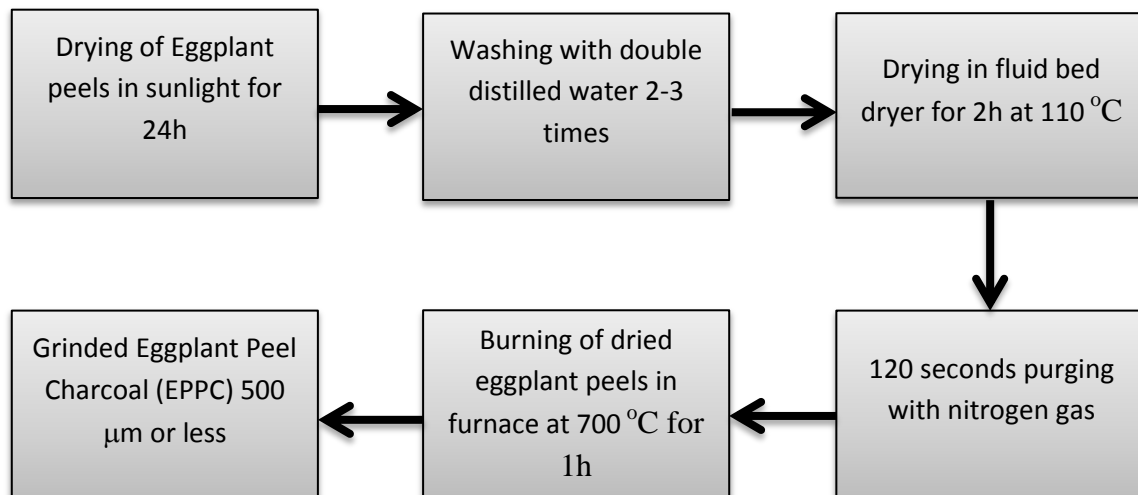 Drying of Eggplant
peels in sunlight for
24h
Washing with double
distilled water 2-3
times
Drying in fluid bed
dryer for 2h at 110 °C
120 seconds purging
with nitrogen gas
Burning of dried
eggplant peels in
furnace at 700 °C for
1h
Grinded Eggplant Peel
Charcoal (EPPC) 500
μm or less